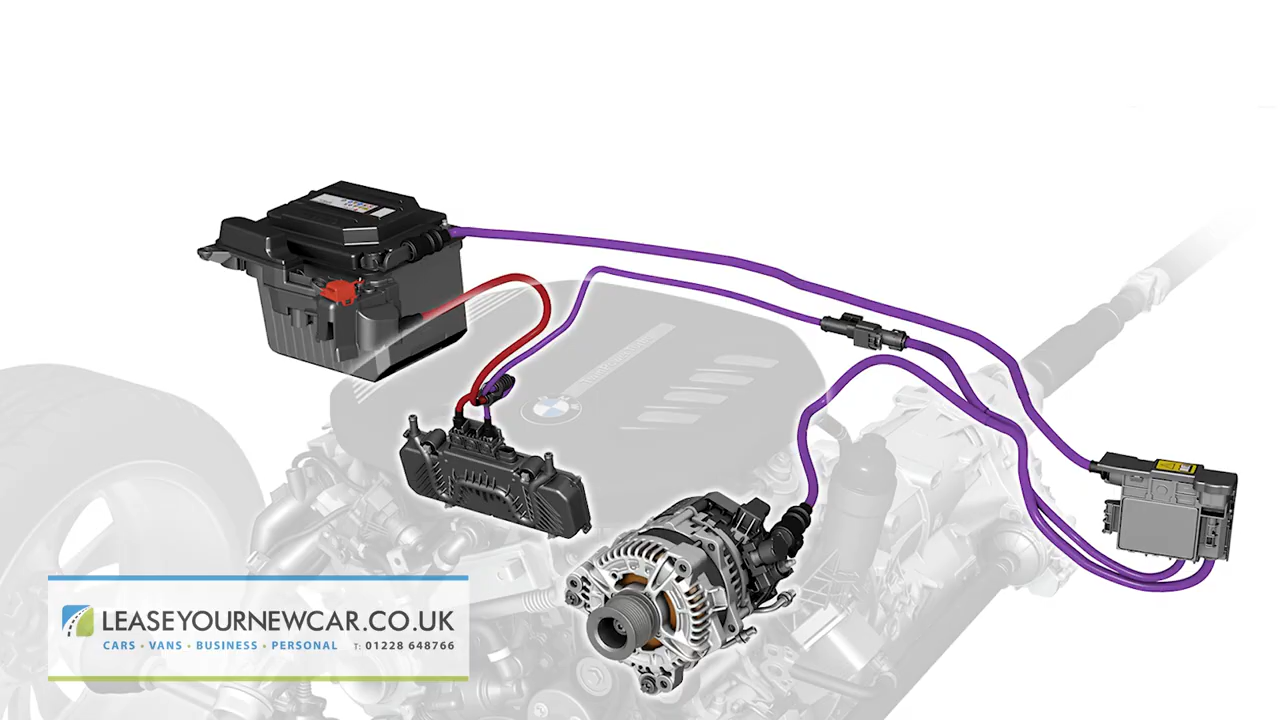 LEASEYOURNEWCAR.CO.UK
CARS • VANS • BUSINESS • PERSONAL T: 01228 648766